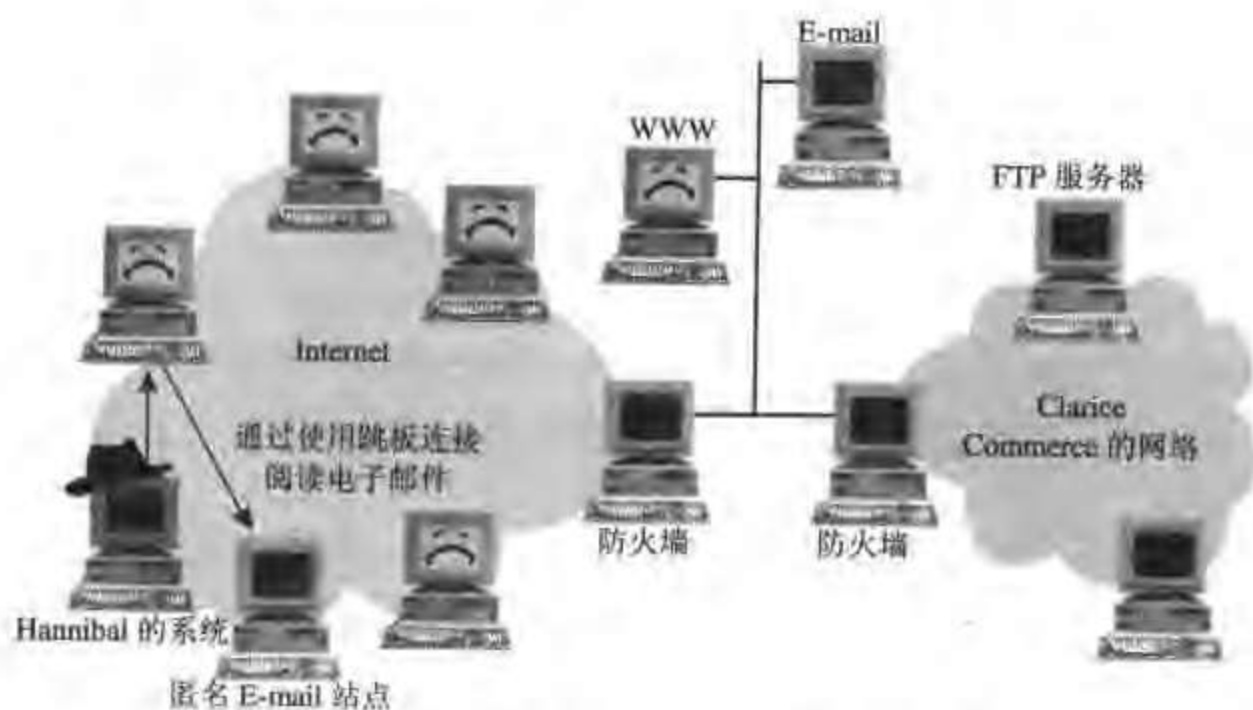 E-mail
WWW
FTP 服务器
Internet
通过使用跳板连接
阅读电子邮件
Clarice
Commerce 的网络
防火墙
防火墙
Hannibal 的系统
匿名 E-mail 站点